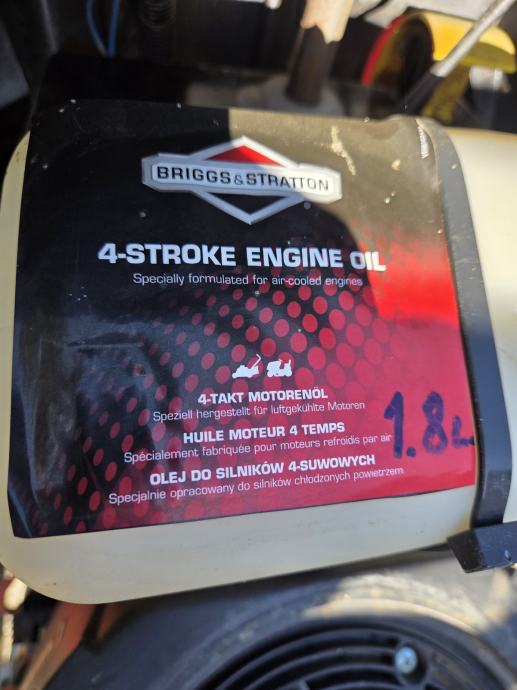 BRIGGS&STRATTON
4-STROKE ENGINE OIL
Specially formulated for air-cooled engines
4-TAKT MOTORENÖL
Speziell hergestellt für luftgekühlte Motoren
HUILE MOTEUR 4 TEMPS
Spécialement fabriquée pour moteurs refroidis par air
1.8L
OLEJ DO SILNIKÓW 4-SUWOWYCH
Specjalnie opracowany do silników chłodzonych powietrzem